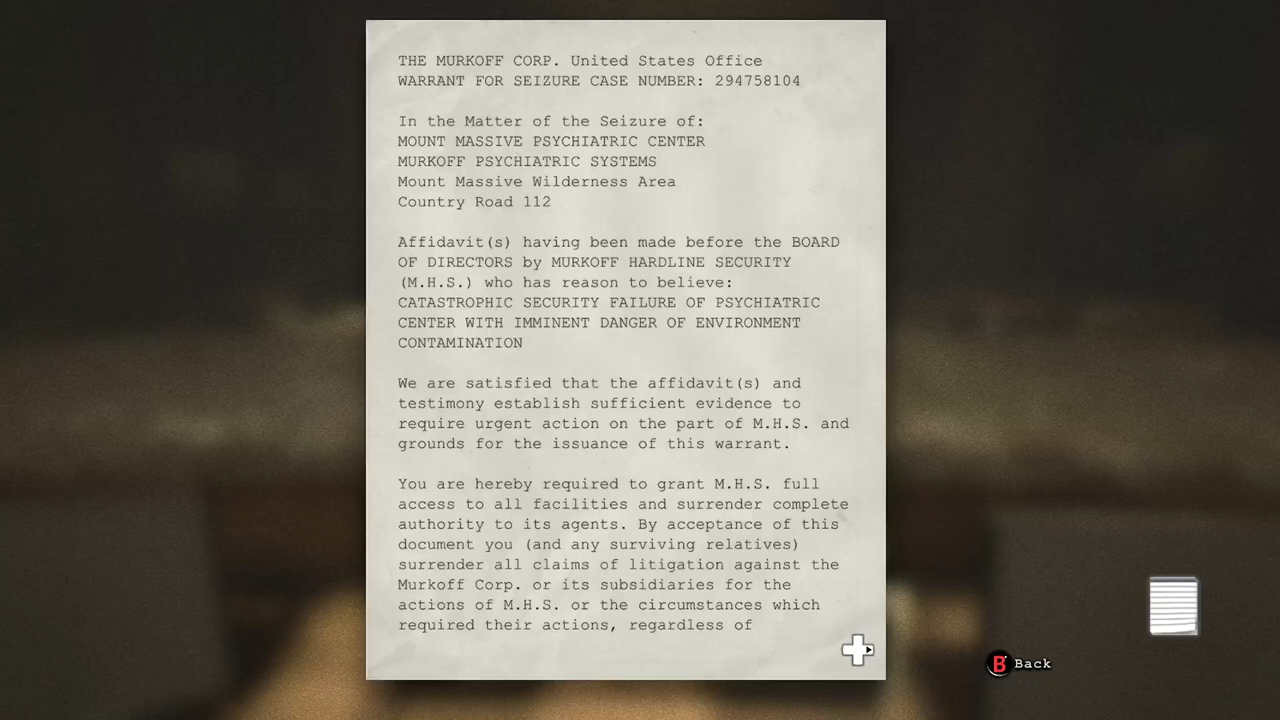 THE MURKOFF CORP. United States Office
WARRANT FOR SEIZURE CASE NUMBER: 294758104
In the Matter of the Seizure of:
MOUNT MASSIVE PSYCHIATRIC CENTER
MURKOFF PSYCHIATRIC SYSTEMS
Mount Massive Wilderness Area
Country Road 112
Affidavit(s) having been made before the BOARD
OF DIRECTORS by MURKOFF HARDLINE SECURITY
(M.H.S.) who has reason to believe:
CATASTROPHIC SECURITY FAILURE OF PSYCHIATRIC
CENTER WITH IMMINENT DANGER OF ENVIRONMENT
CONTAMINATION
We are satisfied that the affidavit(s) and
testimony establish sufficient evidence to
require urgent action on the part of M.H.S. and
grounds for the issuance of this warrant.
You are hereby required to grant M.H.S. full
access to all facilities and surrender complete
authority to its agents. By acceptance of this
document you (and any surviving relatives)
surrender all claims of litigation against the
Murkoff Corp. or its subsidiaries for the
actions of M.H.S. or the circumstances which
required their actions, regardless of
B Back